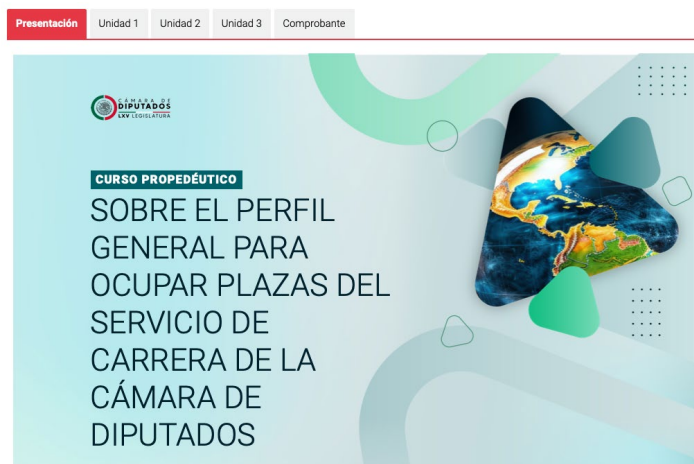 Presentación
Unidad 1
Unidad 2
Unidad 3
Comprobante
CÁMARA DE
DIPUTADOS
LXV LEGISLATURA
CURSO PROPEDÉUTICO
SOBRE EL PERFIL
GENERAL PARA
OCUPAR PLAZAS DEL
SERVICIO DE
CARRERA DE LA
CÁMARA DE
DIPUTADOS